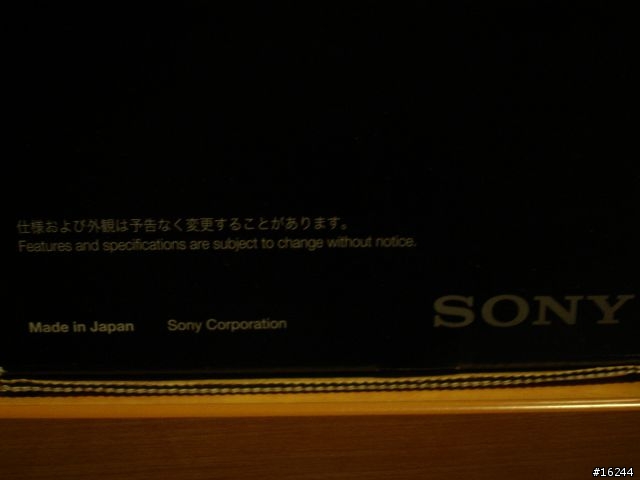 仕様および外観は予告なく変更することがあります。
Features and specifications are subject to change without notice.
Made in Japan Sony Corporation
SONY
#16244